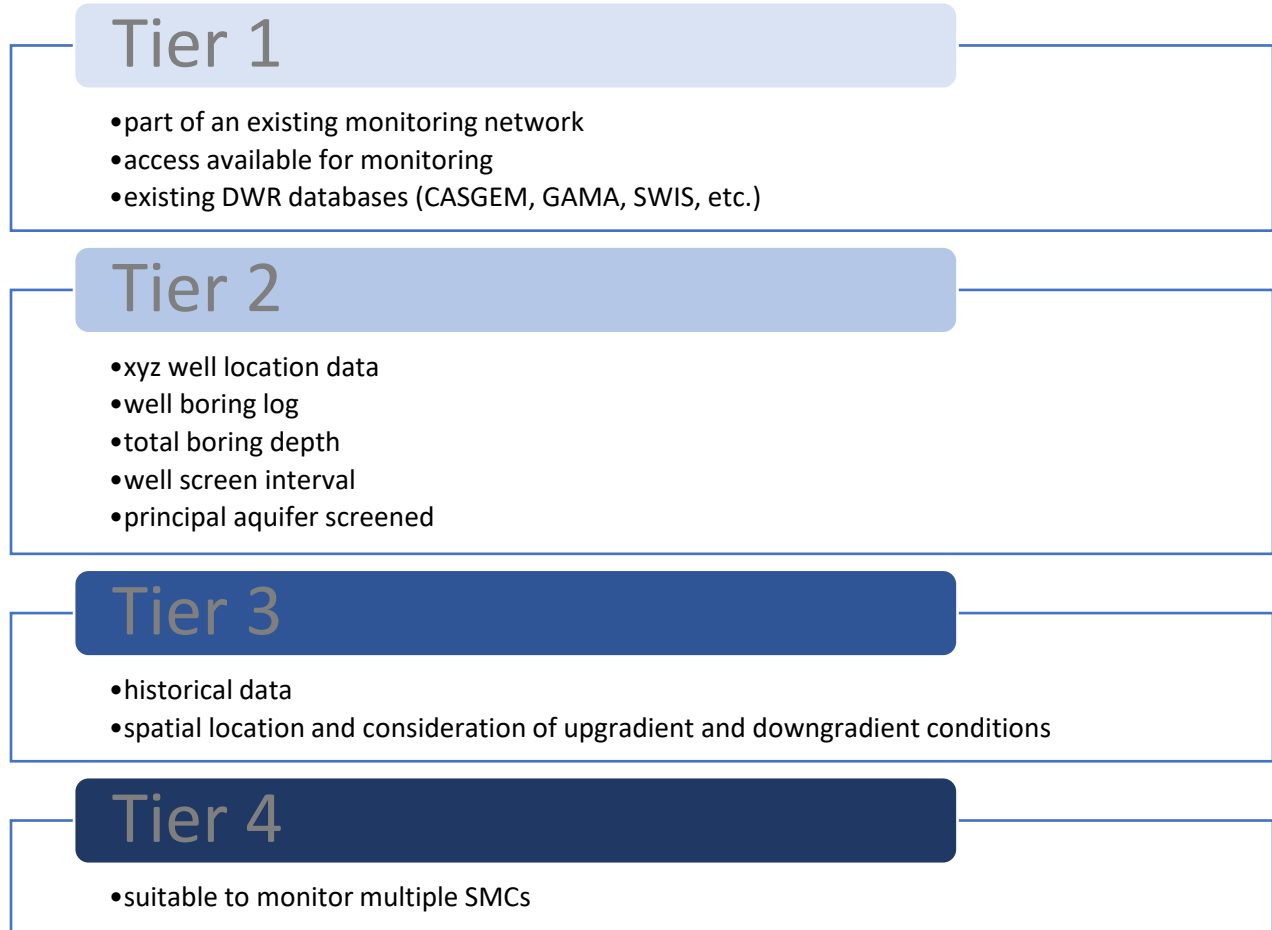 Tier 1
•part of an existing monitoring network
•access available for monitoring
•existing DWR databases (CASGEM, GAMA, SWIS, etc.)
Tier 2
•xyz well location data
•well boring log
•total boring depth
•well screen interval
•principal aquifer screened
Tier 3
•historical data
•spatial location and consideration of upgradient and downgradient conditions
Tier 4
•suitable to monitor multiple SMCs